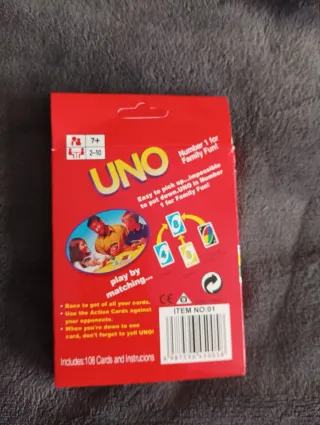 7+
2-10
UNO
Number 1 for
Family Fun!
Easy to pick up...impossible
to put down.UNO is Number
1 for Family Fun!
play by
matching...
• Race to get of all your cards.
• Use the Action Cards against
your opponents.
• When you're down to one
card, don't forget to yell UNO!
Includes:108 Cards and Instrucions
CE
ITEM NO:01